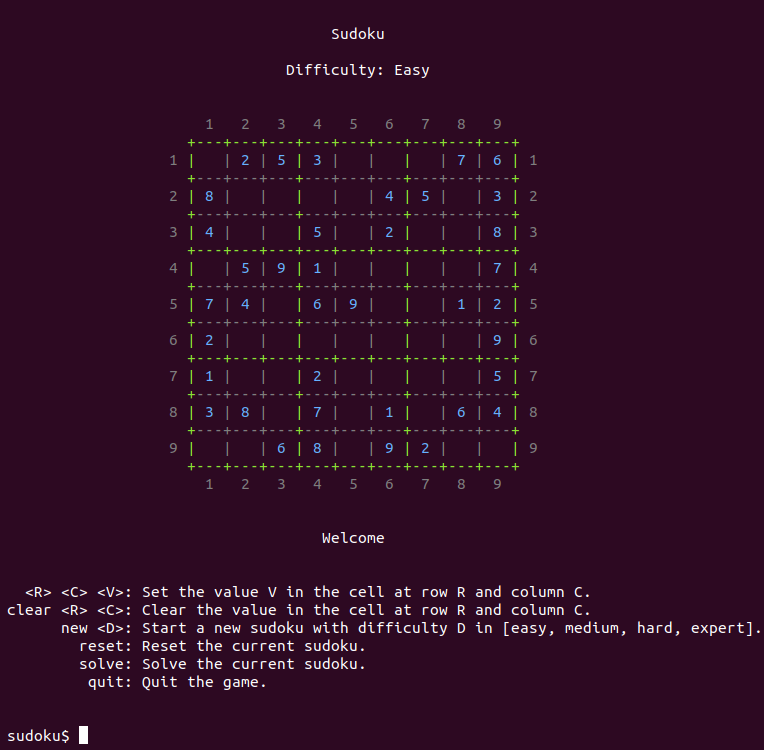 Sudoku
Difficulty: Easy
    1   2   3   4   5   6   7   8   9
  +---+---+---+---+---+---+---+---+---+
1 |   | 2 | 5 | 3 |   |   |   | 7 | 6 | 1
  +---+---+---+---+---+---+---+---+---+
2 | 8 |   |   |   |   | 4 | 5 |   | 3 | 2
  +---+---+---+---+---+---+---+---+---+
3 | 4 |   |   | 5 |   | 2 |   |   | 8 | 3
  +---+---+---+---+---+---+---+---+---+
4 |   | 5 | 9 | 1 |   |   |   |   | 7 | 4
  +---+---+---+---+---+---+---+---+---+
5 | 7 | 4 |   | 6 | 9 |   |   | 1 | 2 | 5
  +---+---+---+---+---+---+---+---+---+
6 | 2 |   |   |   |   |   |   |   | 9 | 6
  +---+---+---+---+---+---+---+---+---+
7 | 1 |   |   | 2 |   |   |   |   | 5 | 7
  +---+---+---+---+---+---+---+---+---+
8 | 3 | 8 |   | 7 |   | 1 |   | 6 | 4 | 8
  +---+---+---+---+---+---+---+---+---+
9 |   |   | 6 | 8 |   | 9 | 2 |   |   | 9
  +---+---+---+---+---+---+---+---+---+
    1   2   3   4   5   6   7   8   9
Welcome
<R> <C> <V>: Set the value V in the cell at row R and column C.
clear <R> <C>: Clear the value in the cell at row R and column C.
new <D>: Start a new sudoku with difficulty D in [easy, medium, hard, expert].
reset: Reset the current sudoku.
solve: Solve the current sudoku.
quit: Quit the game.
sudoku$